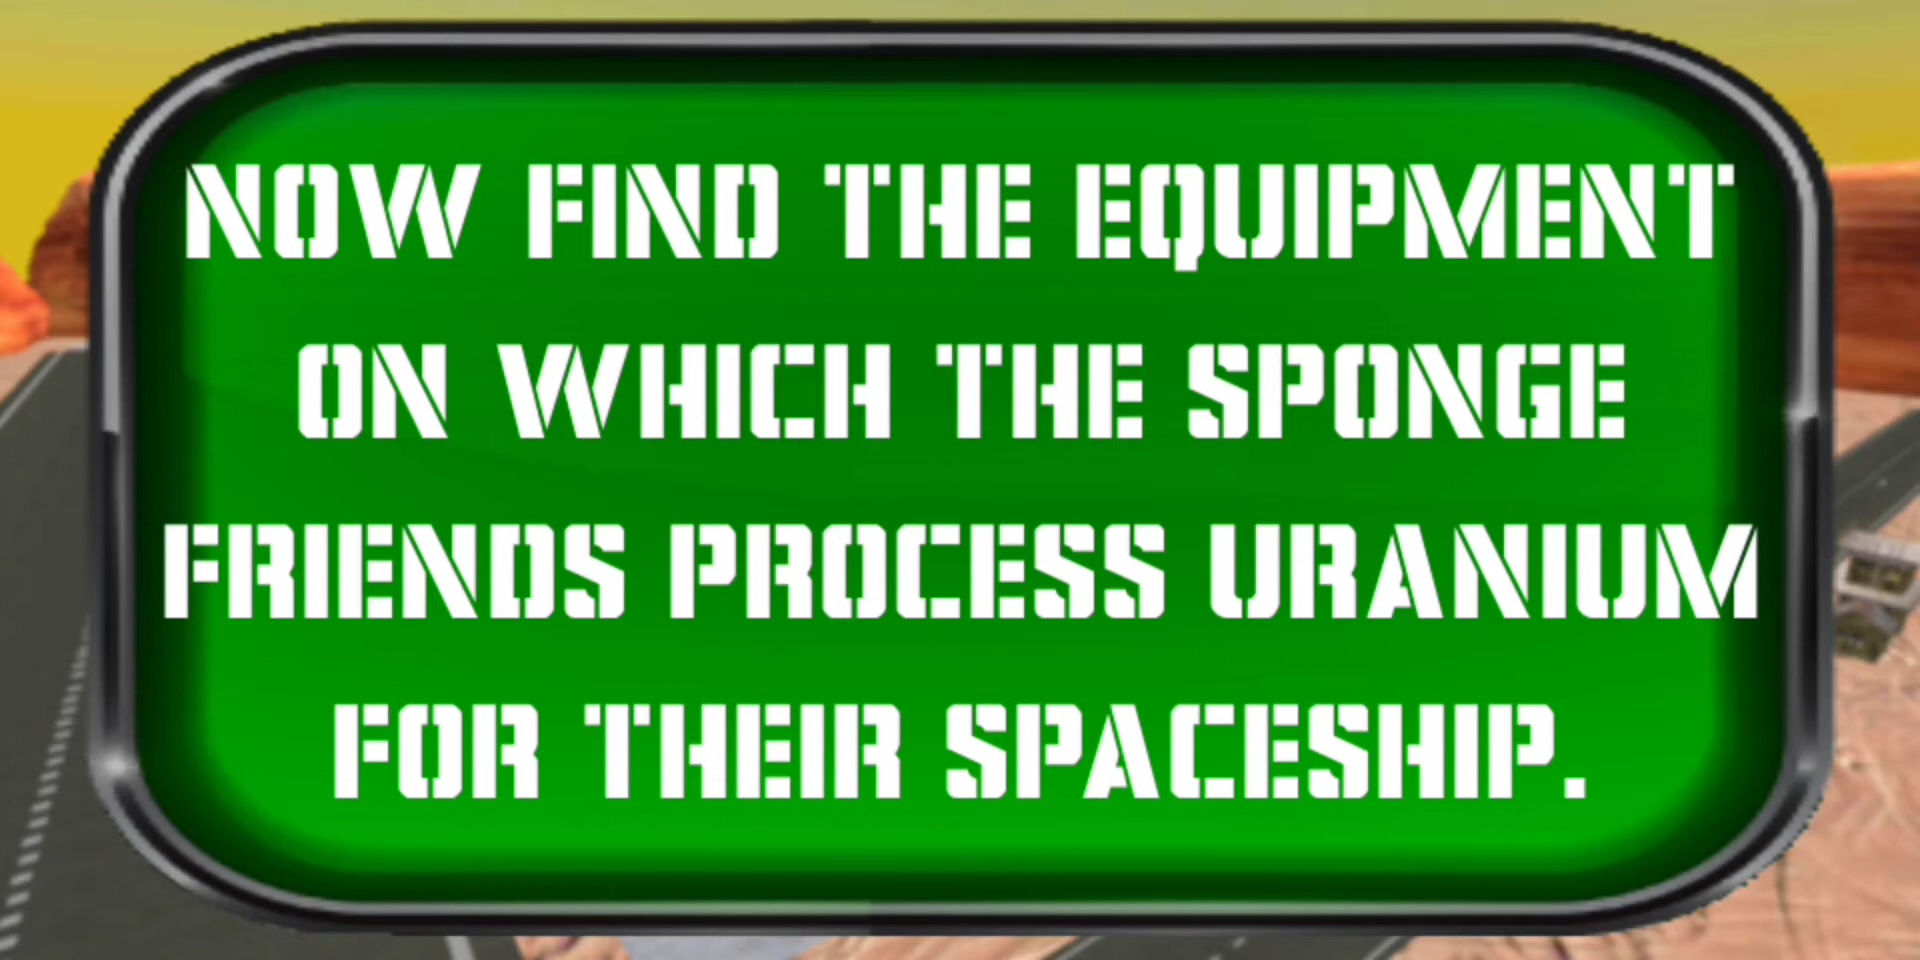 NOW FIND THE EQUIPMENT
ON WHICH THE SPONGE
FRIENDS PROCESS URANIUM
FOR THEIR SPACESHIP.